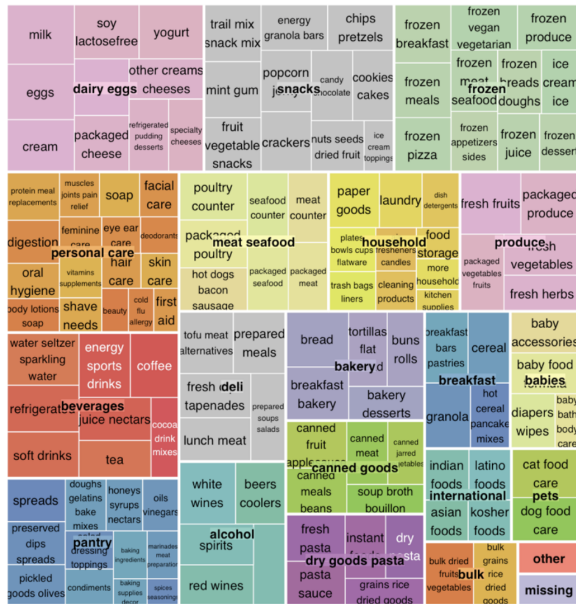 milk
soy
lactosefree
yogurt
eggs
dairy eggs
other creams
cheeses
cream
packaged
cheese
refrigerated
pudding
desserts
specialty
cheeses
trail mix
snack mix
energy
granola bars
chips
pretzels
mint gum
popcorn
snacks
candy
chocolate
cookies
cakes
fruit
vegetable
snacks
crackers
nuts seeds
dried fruit
ice
cream
toppings
frozen
breakfast
frozen
vegan
vegetarian
frozen
produce
frozen
meals
frozen
meat
seafood
frozen
frozen
breads
doughs
ice
cream
ice
frozen
pizza
frozen
appetizers
sides
frozen
juice
frozen
dessert
protein meal
replacements
muscles
joints pain
relief
soap
facial
care
digestion
feminine
care
eye ear
care
deodorants
personal care
oral
hygiene
vitamins
supplements
hair
care
skin
care
body lotions
soap
shave
needs
beauty
cold
flu
allergy
first
aid
poultry
counter
seafood
counter
meat
counter
packaged
poultry
meat seafood
hot dogs
bacon
sausage
packaged
seafood
packaged
meat
paper
goods
laundry
dish
detergents
plates
bowls cups
flatware
household
fresheners
candles
food
storage
trash bags
liners
cleaning
products
more
household
kitchen
supplies
fresh fruits
packaged
produce
produce
fresh
vegetables
packaged
vegetables
fruits
fresh herbs
water seltzer
sparkling
water
energy
sports
drinks
coffee
beverages
juice nectars
cocoa
drink
mixes
soft drinks
tea
tofu meat
alternatives
prepared
meals
fresh
tapenades
deli
prepared
soups
salads
lunch meat
bread
tortillas
flat
buns
rolls
bakery
breakfast
bakery
bakery
desserts
breakfast
bars
pastries
cereal
breakfast
granola
hot
cereal
pancake
mixes
baby
accessories
baby food
babies
diapers
wipes
baby
bath
body
care
canned
fruit
applesauce
canned
meat
canned
jarred
canned goods
canned
meals
beans
soup broth
bouillon
indian
foods
latino
foods
international
asian
foods
kosher
foods
cat food
care
pets
dog food
care
spreads
doughs
gelatins
bake
mixes
honeys
syrups
nectars
oils
vinegars
preserved
dips
spreads
pantry
dressing
toppings
baking
ingredients
marinades
meat
preparation
pickled
goods olives
condiments
baking
supplies
decor
spices
seasonings
white
wines
beers
coolers
alcohol
spirits
red wines
fresh
pasta
instant
dry
pasta
dry goods pasta
pasta
sauce
grains rice
dried goods
bulk dried
fruits
vegetables
bulk
grains
rice
dried goods
bulk
other
missing